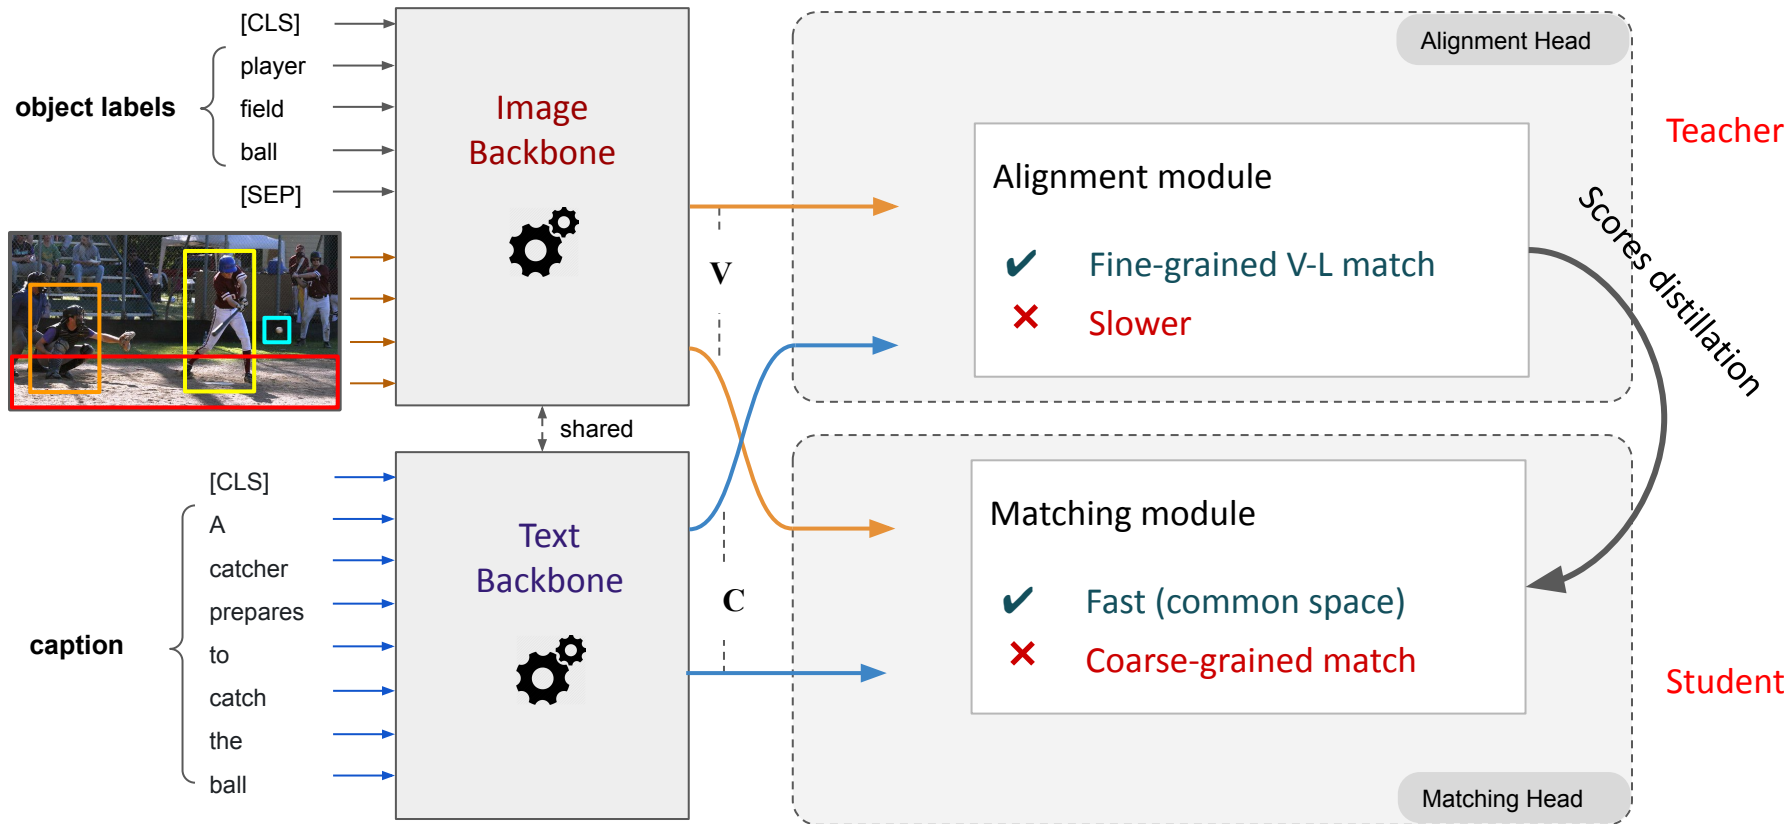 [CLS]
player
field
ball
[SEP]
object labels
Image
Backbone
shared
[CLS]
A
catcher
prepares
to
catch
the
ball
caption
Text
Backbone
V
C
Alignment Head
Alignment module
✔ Fine-grained V-L match
✕ Slower
Teacher
Scores distillation
Matching module
✔ Fast (common space)
✕ Coarse-grained match
Student
Matching Head